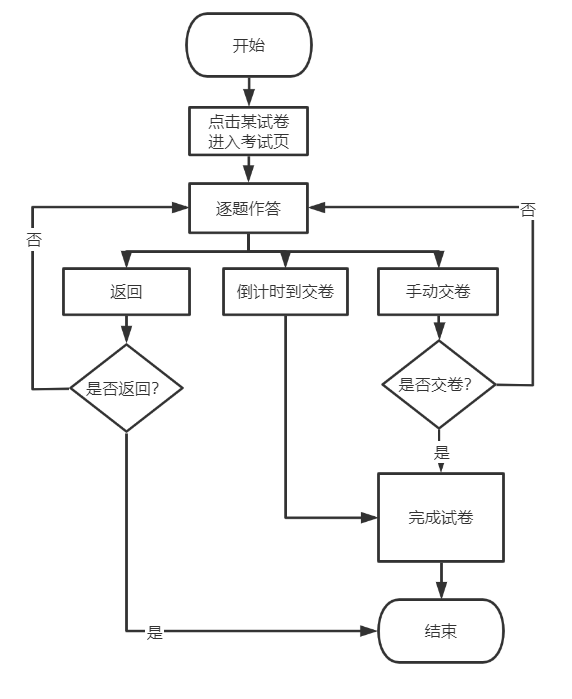 开始
点击某试卷
进入考试页
逐题作答
否
否
返回
倒计时到交卷
手动交卷
是否返回?
是否交卷?
是
完成试卷
是
结束